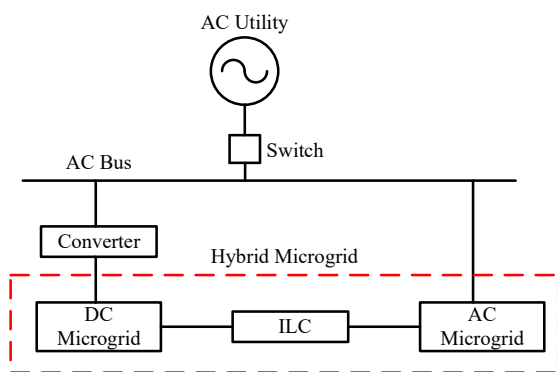 AC Utility
Switch
AC Bus
Converter
Hybrid Microgrid
DC
Microgrid
ILC
AC
Microgrid